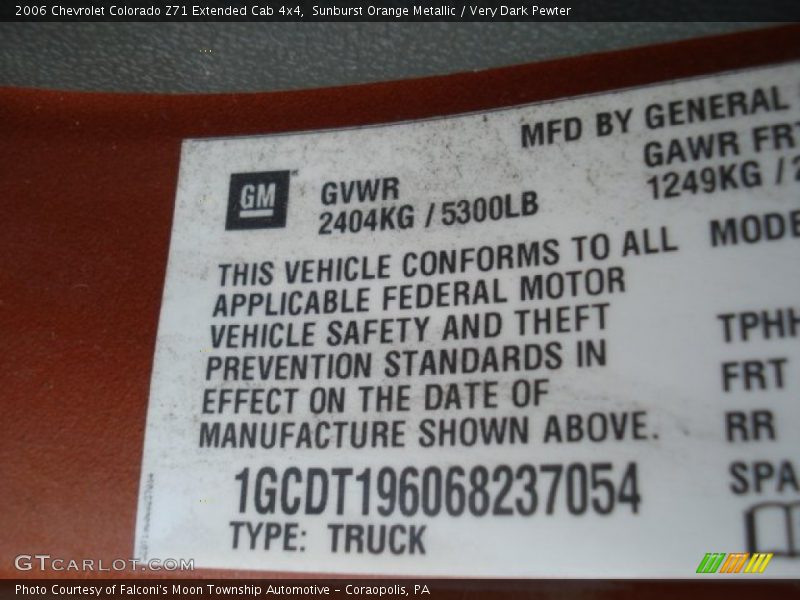 2006 Chevrolet Colorado Z71 Extended Cab 4x4, Sunburst Orange Metallic / Very Dark Pewter
MFD BY GENERAL
GM
GVWR
2404KG / 5300LB
GAWR FRT
1249KG / 2
THIS VEHICLE CONFORMS TO ALL
APPLICABLE FEDERAL MOTOR
VEHICLE SAFETY AND THEFT
PREVENTION STANDARDS IN
EFFECT ON THE DATE OF
MANUFACTURE SHOWN ABOVE.
MODE
TPHH
FRT
RR
SPA
1GCDT196068237054
TYPE: TRUCK
GTCARLOT.COM
Photo Courtesy of Falconi's Moon Township Automotive - Coraopolis, PA